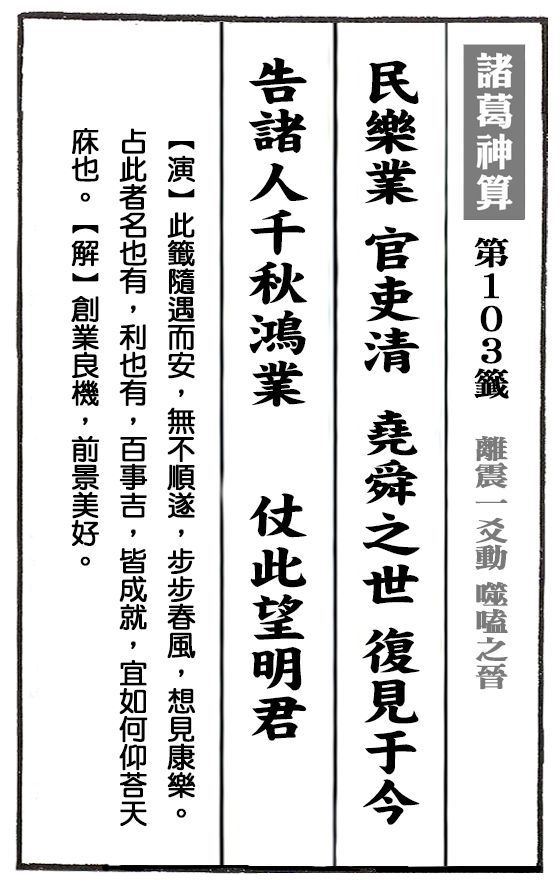 諸葛神算 第103籤 離震一爻動 噬嗑之晉
民樂業 官吏清 堯舜之世 復見于今
告諸人千秋鴻業 仗此望明君
【演】此籤隨遇而安，無不順遂，步步春風，想見康樂。
占此者名也有，利也有，百事吉，皆成就，宜如何仰荅天
庥也。【解】創業良機，前景美好。